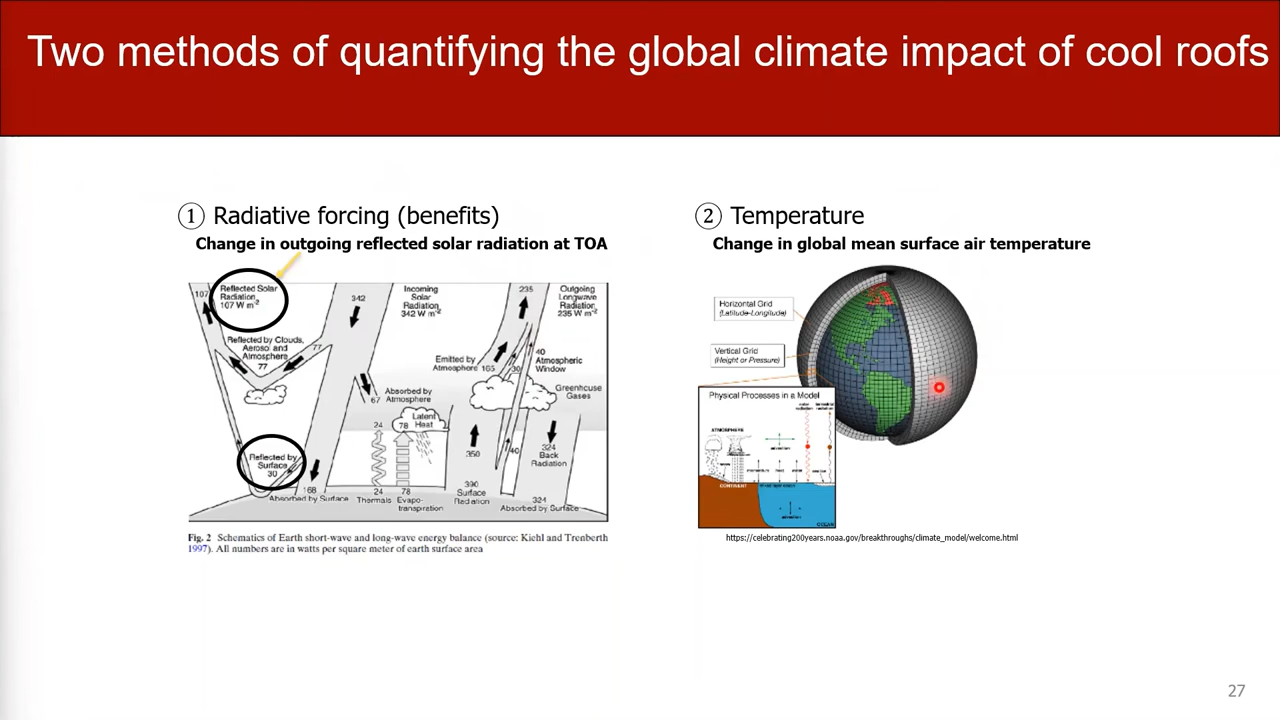 Two methods of quantifying the global climate impact of cool roofs
① Radiative forcing (benefits)
Change in outgoing reflected solar radiation at TOA
107
Reflected Solar
Radiation
107 W m-2
342
Incoming
Solar
Radiation
342 W m-2
235
Outgoing
Longwave
Radiation
235 W m-2
Reflected by Clouds,
Aerosol and
Atmosphere
77
77
Emitted by
Atmosphere
165
30
40
Atmospheric
Window
Greenhouse
Gases
67
Absorbed by
Atmosphere
24
78
Latent
Heat
350
40
324
Back
Radiation
Reflected by
Surface
30
168
Absorbed by Surface
24
Thermals
78
Evapo-
transpiration
390
Surface
Radiation
324
Absorbed by Surface
Fig. 2 Schematics of Earth short-wave and long-wave energy balance (source: Kiehl and Trenberth
1997). All numbers are in watts per square meter of earth surface area
② Temperature
Change in global mean surface air temperature
Horizontal Grid
(Latitude-Longitude)
Vertical Grid
(Height or Pressure)
Physical Processes in a Model
solar
radiation
terrestrial
radiation
ATMOSPHERE
CONTINENT
OCEAN
https://celebrating200years.noaa.gov/breakthroughs/climate_model/welcome.html
27